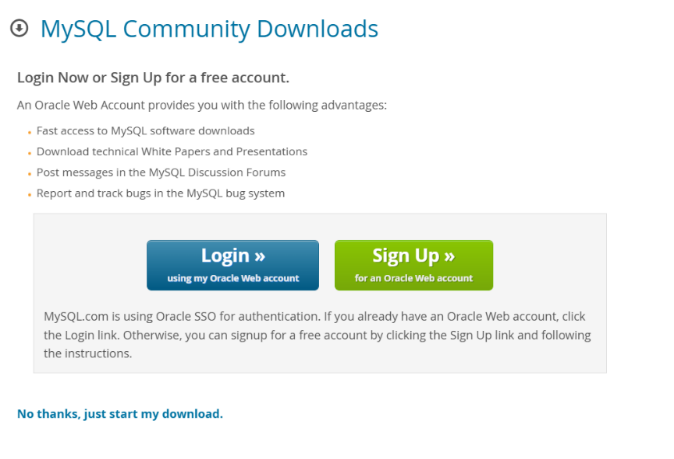 MySQL Community Downloads
Login Now or Sign Up for a free account.
An Oracle Web Account provides you with the following advantages:
Fast access to MySQL software downloads
Download technical White Papers and Presentations
Post messages in the MySQL Discussion Forums
Report and track bugs in the MySQL bug system
Login »
using my Oracle Web account
Sign Up »
for an Oracle Web account
MySQL.com is using Oracle SSO for authentication. If you already have an Oracle Web account, click
the Login link. Otherwise, you can signup for a free account by clicking the Sign Up link and following
the instructions.
No thanks, just start my download.